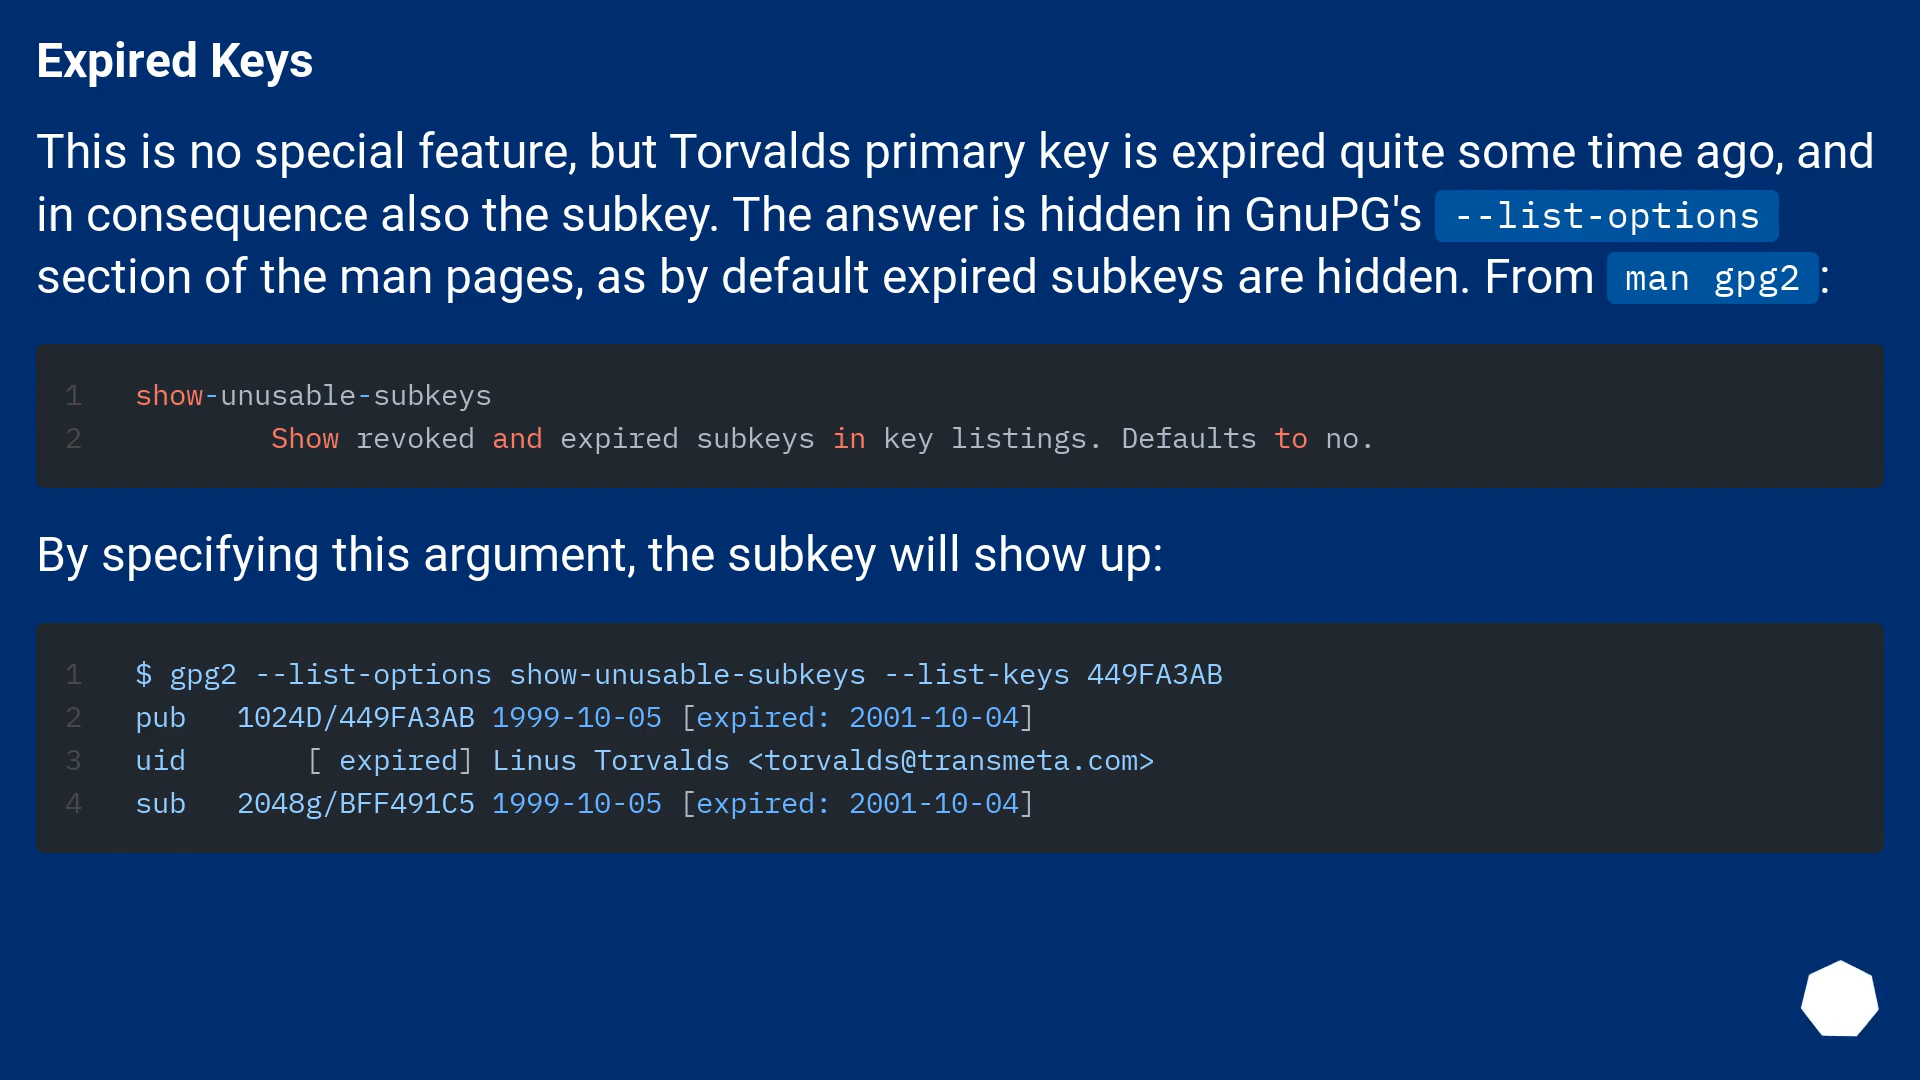 Expired Keys
This is no special feature, but Torvalds primary key is expired quite some time ago, and
in consequence also the subkey. The answer is hidden in GnuPG's --list-options
section of the man pages, as by default expired subkeys are hidden. From man gpg2:
1 show-unusable-subkeys
2 Show revoked and expired subkeys in key listings. Defaults to no.
By specifying this argument, the subkey will show up:
1 $ gpg2 --list-options show-unusable-subkeys --list-keys 449FA3AB
2 pub 1024D/449FA3AB 1999-10-05 [expired: 2001-10-04]
3 uid [ expired] Linus Torvalds <torvalds@transmeta.com>
4 sub 2048g/BFF491C5 1999-10-05 [expired: 2001-10-04]